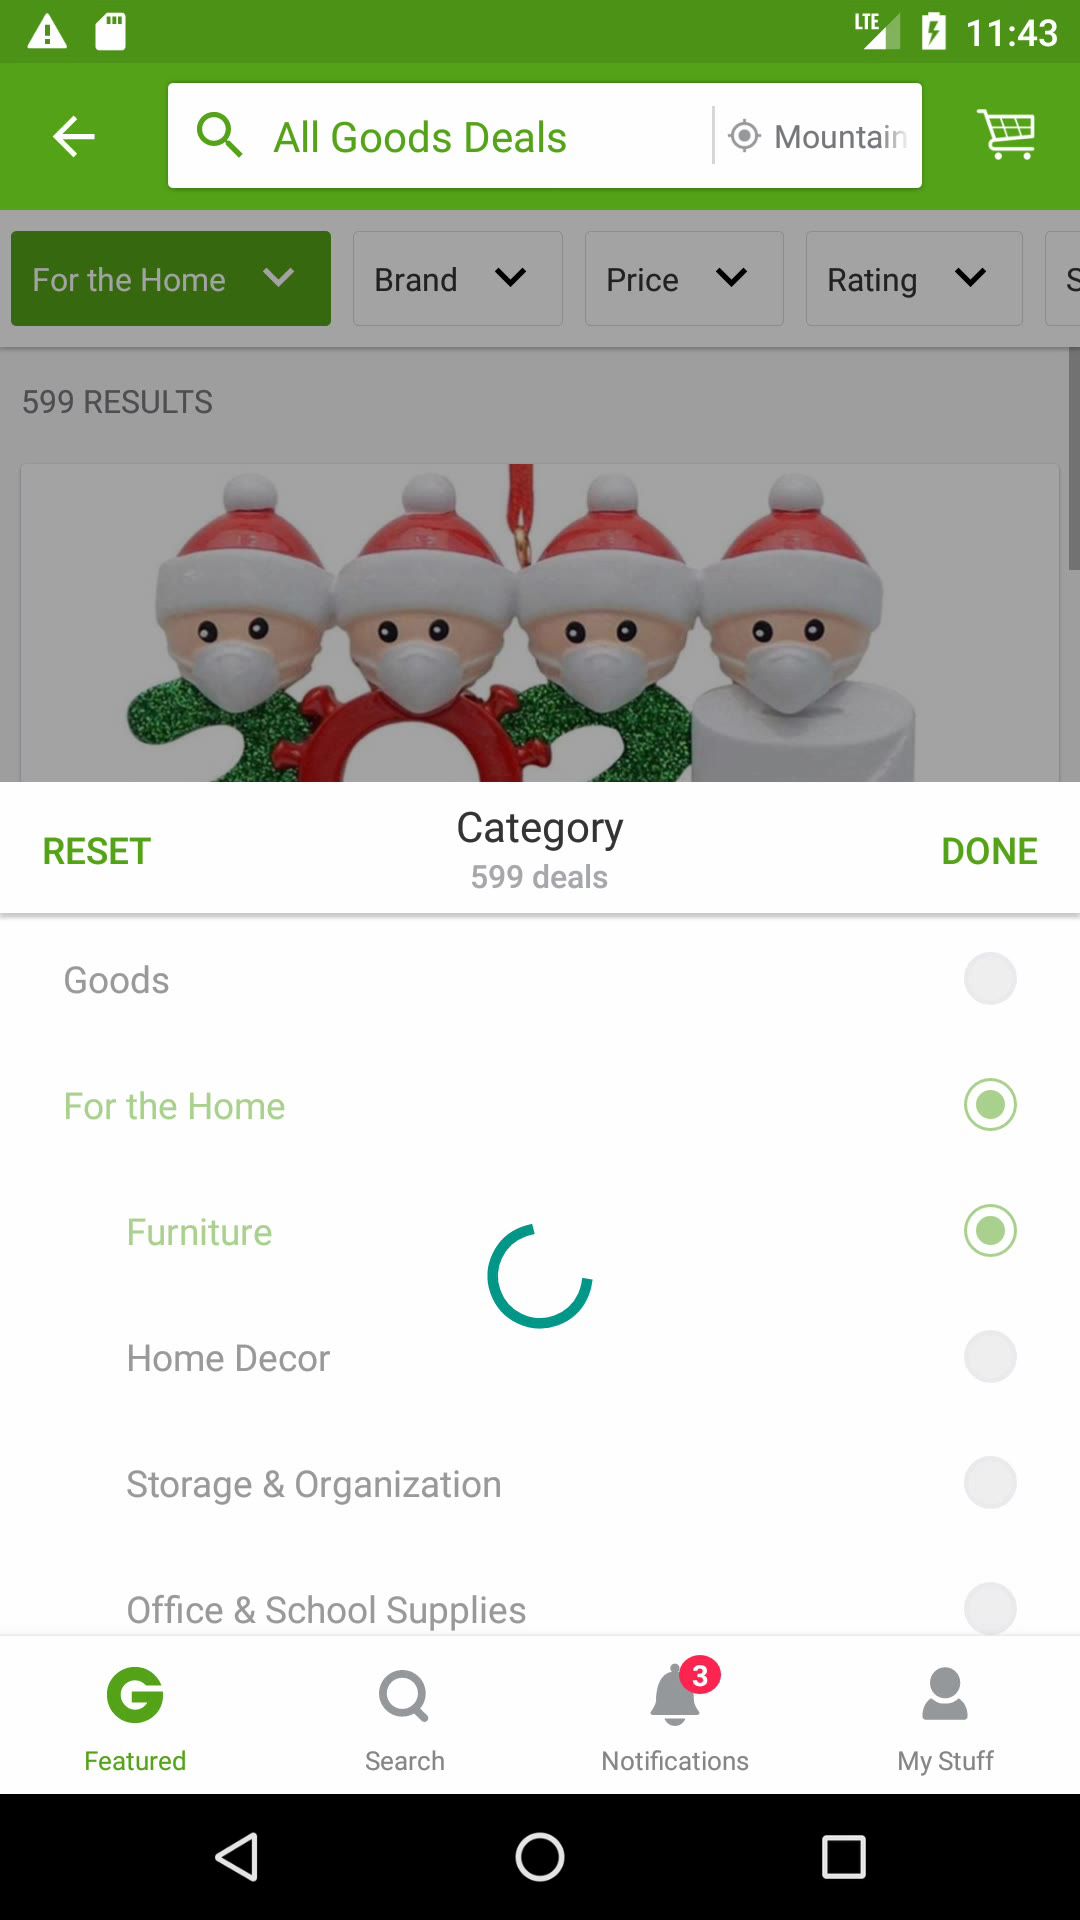 LTE 11:43
All Goods Deals Mountain
For the Home Brand Price Rating S
599 RESULTS
RESET Category DONE
599 deals
Goods
For the Home
Furniture
Home Decor
Storage & Organization
Office & School Supplies
3
Featured Search Notifications My Stuff